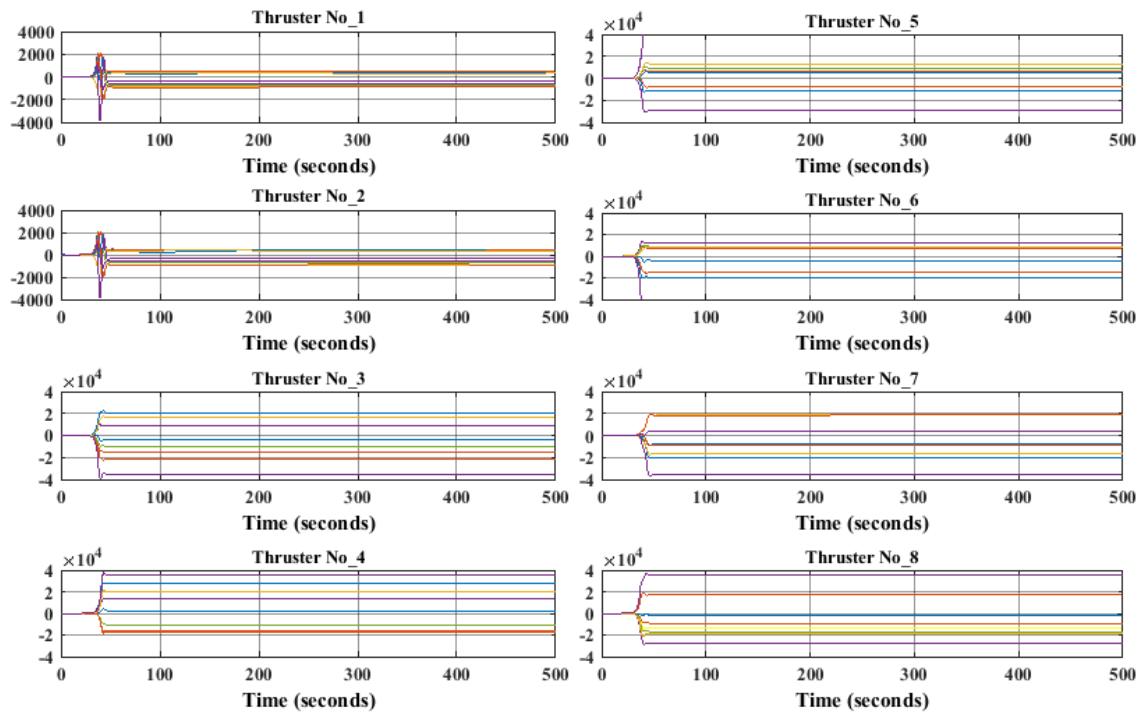 Thruster No_1
4000
2000
0
-2000
-4000
0 100 200 300 400 500
Time (seconds)
Thruster No_2
4000
2000
0
-2000
-4000
0 100 200 300 400 500
Time (seconds)
Thruster No_3
×10^4
4
2
0
-2
-4
0 100 200 300 400 500
Time (seconds)
Thruster No_4
×10^4
4
2
0
-2
-4
0 100 200 300 400 500
Time (seconds)
Thruster No_5
×10^4
4
2
0
-2
-4
0 100 200 300 400 500
Time (seconds)
Thruster No_6
×10^4
4
2
0
-2
-4
0 100 200 300 400 500
Time (seconds)
Thruster No_7
×10^4
4
2
0
-2
-4
0 100 200 300 400 500
Time (seconds)
Thruster No_8
×10^4
4
2
0
-2
-4
0 100 200 300 400 500
Time (seconds)